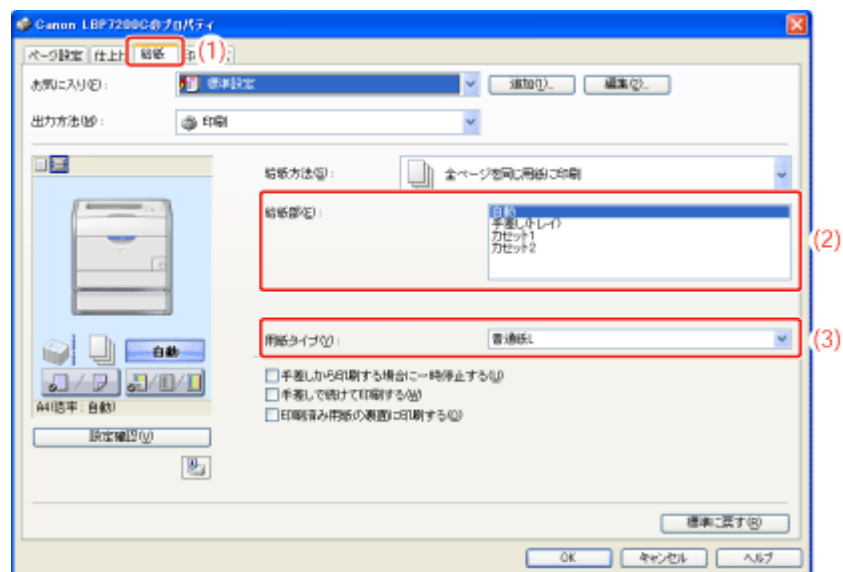 Canon LBP7200Cのプロパティ
ページ設定 仕上げ 給紙 (1)
お気に入り(F): 標準設定 追加(1)... 編集(2)...
出力方法(M): 印刷
給紙方法(S): 全ページを同じ用紙に印刷
給紙部(E): 自動
手差し(トレイ)
カセット1
カセット2
(2)
用紙タイプ(Y): 普通紙L (3)
自動
手差しから印刷する場合に一時停止する(U)
手差しで続けて印刷する(W)
印刷済み用紙の裏面に印刷する(O)
A4(倍率: 自動)
設定確認(V)
標準に戻す(R)
OK キャンセル ヘルプ